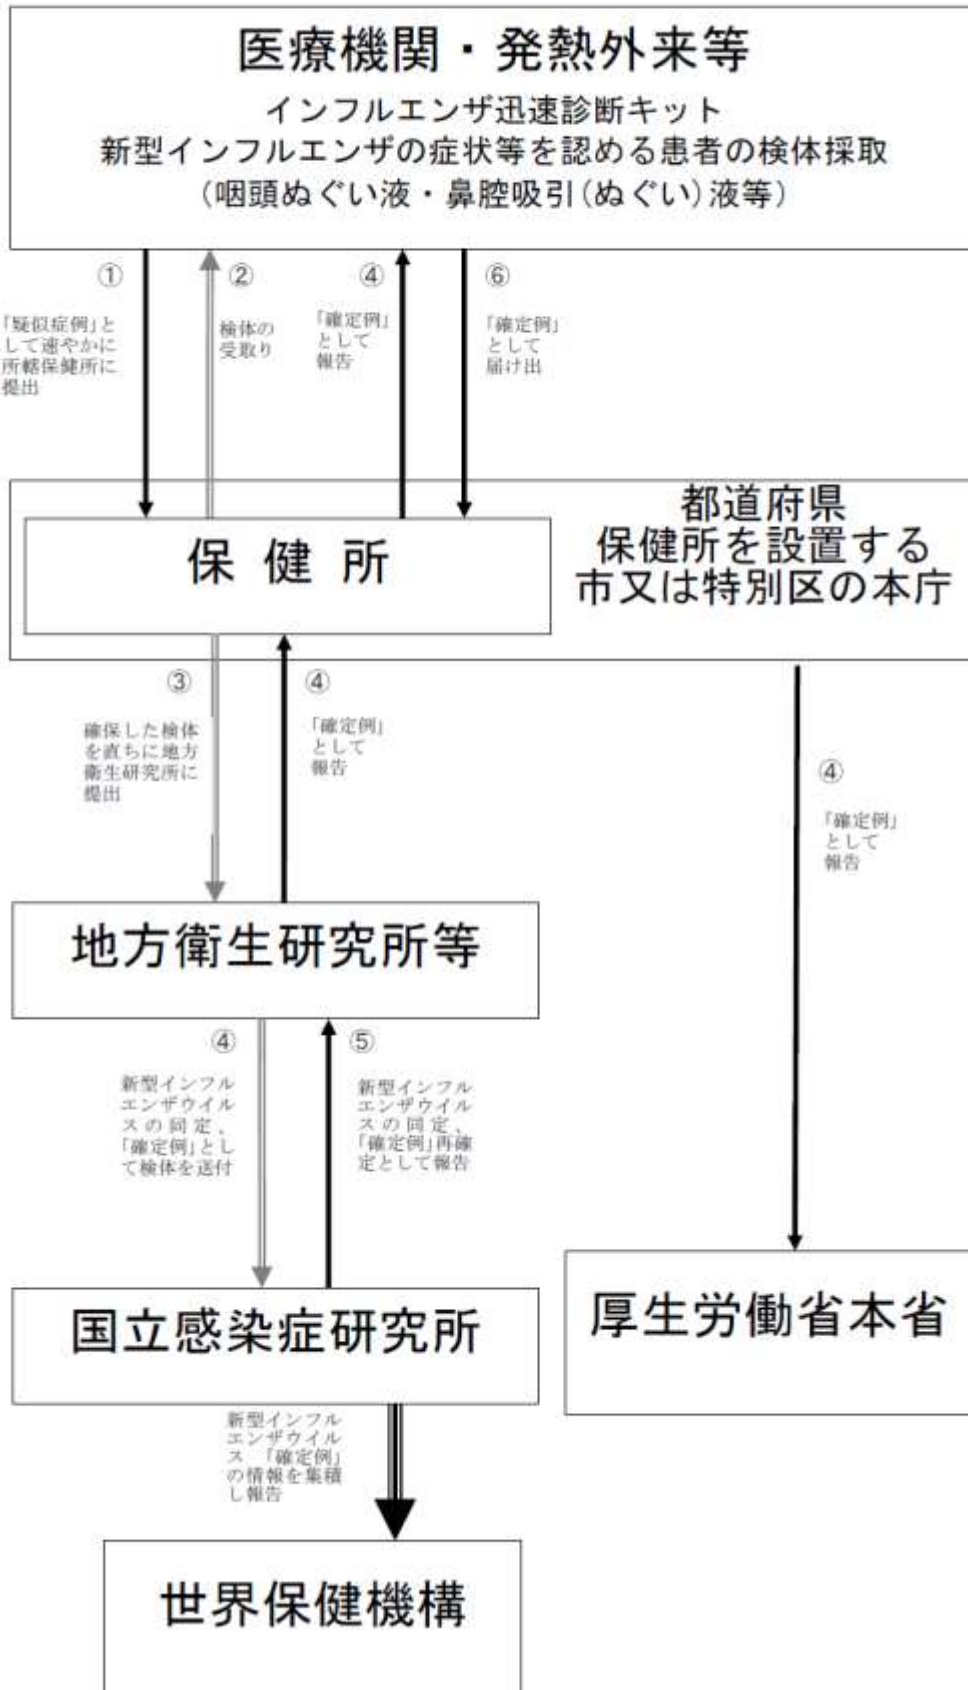 医療機関・発熱外来等
インフルエンザ迅速診断キット
新型インフルエンザの症状等を認める患者の検体採取
（咽頭ぬぐい液・鼻腔吸引（ぬぐい）液等）
①
「疑似症例」と
して速やかに
所轄保健所に
提出
②
検体の
受取り
④
「確定例」
として
報告
⑥
「確定例」
として
届け出
保健所
都道府県
保健所を設置する
市又は特別区の本庁
③
確保した検体
を直ちに地方
衛生研究所に
提出
④
「確定例」
として
報告
④
「確定例」
として
報告
地方衛生研究所等
④
新型インフル
エンザウイル
スの同定、
「確定例」とし
て検体を送付
⑤
新型インフル
エンザウイル
スの同定、
「確定例」再確
定として報告
国立感染症研究所
厚生労働省本省
新型インフル
エンザウイル
ス　「確定例」
の情報を集積
し報告
世界保健機構